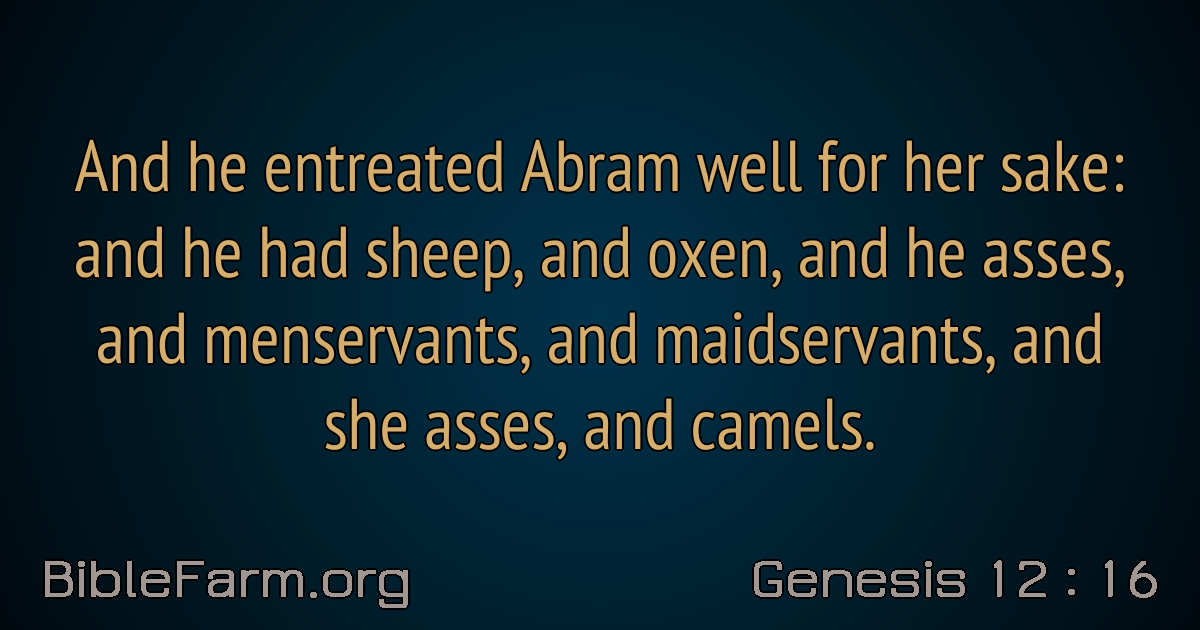 And he entreated Abram well for her sake:
and he had sheep, and oxen, and he asses,
and menservants, and maidservants, and
she asses, and camels.
BibleFarm.org
Genesis 12 : 16